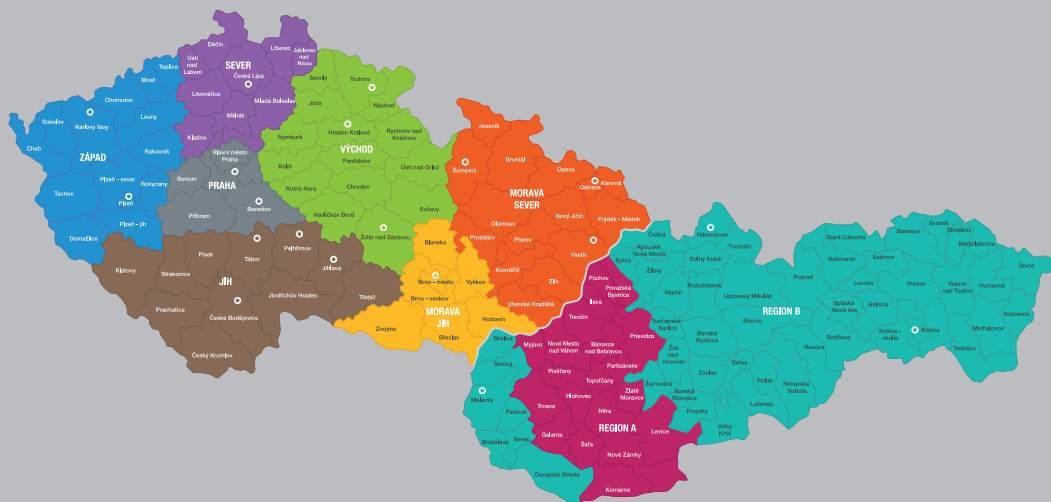 Děčín
Ústí
nad
Labem
SEVER
Liberec
Jablonec
nad
Nisou
Česká Lípa
Litoměřice
Mladá Boleslav
Mělník
Kladno
Teplice
Most
Chomutov
Louny
Sokolov
Karlovy Vary
Cheb
ZÁPAD
Rakovník
Plzeň - sever
Rokycany
Tachov
Plzeň
Plzeň - jih
Domažlice
Hlavní město
Praha
Beroun
PRAHA
Příbram
Benešov
Semily
Trutnov
Jičín
Náchod
Nymburk
Hradec Králové
Rychnov nad
Kněžnou
VÝCHOD
Kolín
Pardubice
Ústí nad Orlicí
Kutná Hora
Chrudim
Havlíčkův Brod
Svitavy
Žďár nad Sázavou
Klatovy
Písek
Tábor
Pelhřimov
Jihlava
Strakonice
JIH
Jindřichův Hradec
Třebíč
Prachatice
České Budějovice
Český Krumlov
Jeseník
Šumperk
Bruntál
Opava
Ostrava
Karviná
MORAVA
SEVER
Olomouc
Nový Jičín
Frýdek - Místek
Prostějov
Přerov
Vsetín
Kroměříž
Zlín
Uherské Hradiště
Blansko
Brno - město
Vyškov
Brno - venkov
MORAVA
JIH
Hodonín
Znojmo
Břeclav
Čadca
Námestovo
Kysucké
Nové Mesto
Tvrdošín
Bytča
Dolný Kubín
Žilina
Martin
Ružomberok
Liptovský Mikuláš
Poprad
Stará Ľubovňa
Kežmarok
Bardejov
Svidník
Stropkov
Medzilaborce
Sabinov
Snina
Levoča
Prešov
Vranov
nad Topľou
Humenné
REGION B
Spišská
Nová Ves
Gelnica
Sobrance
Turčianske
Teplice
Banská
Bystrica
Brezno
Rožňava
Košice -
okolie
Košice
Michalovce
Trebišov
Revúca
Žiar
nad
Hronom
Zvolen
Detva
Poltár
Rimavská
Sobota
Žarnovica
Banská
Štiavnica
Krupina
Lučenec
Veľký
Krtíš
Púchov
Považská
Bystrica
Ilava
Trenčín
Prievidza
Myjava
Nové Mesto
nad Váhom
Bánovce
nad Bebravou
Partizánske
Piešťany
Topoľčany
Hlohovec
Zlaté
Moravce
Trnava
Nitra
REGION A
Galanta
Šaľa
Levice
Nové Zámky
Komárno
Skalica
Senica
Malacky
Pezinok
Bratislava
Senec
Dunajská Streda